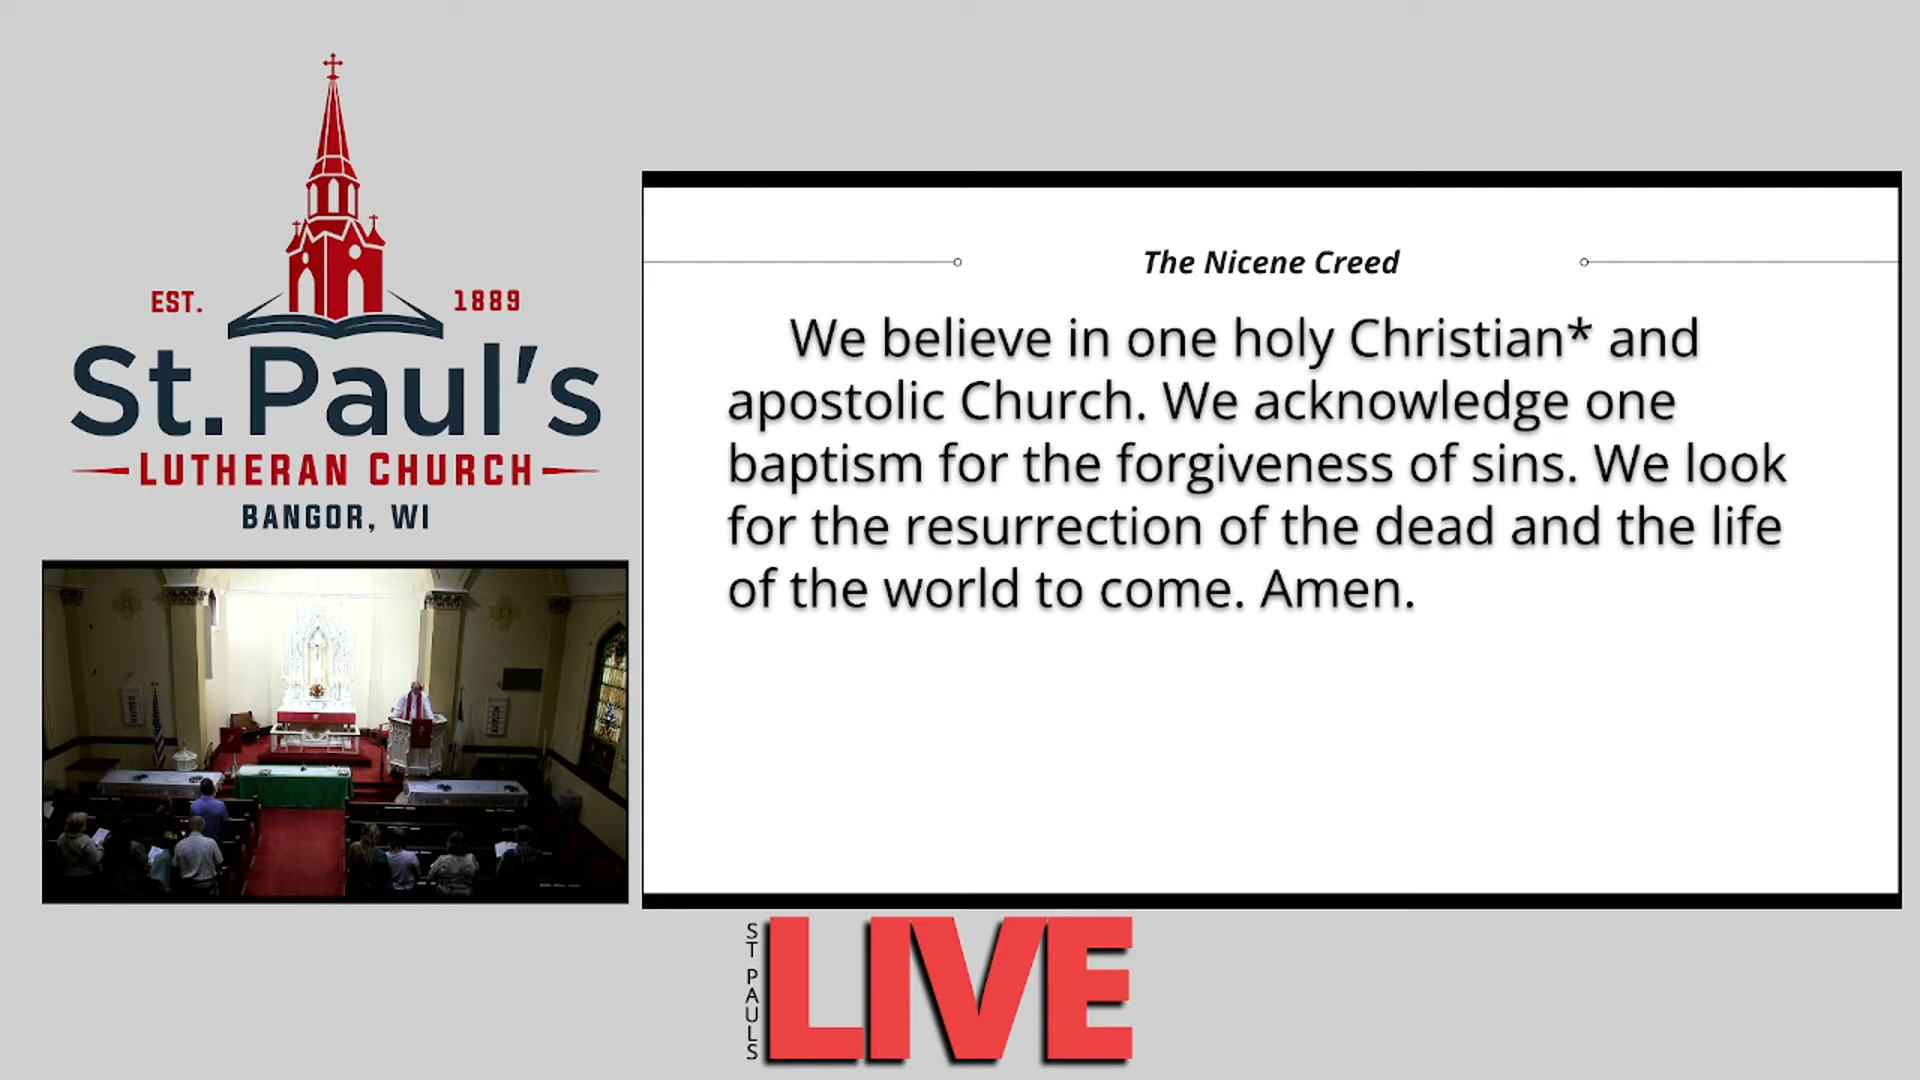 EST. 1889
St. Paul's
LUTHERAN CHURCH
BANGOR, WI
The Nicene Creed
We believe in one holy Christian* and
apostolic Church. We acknowledge one
baptism for the forgiveness of sins. We look
for the resurrection of the dead and the life
of the world to come. Amen.
ST PAULS
LIVE